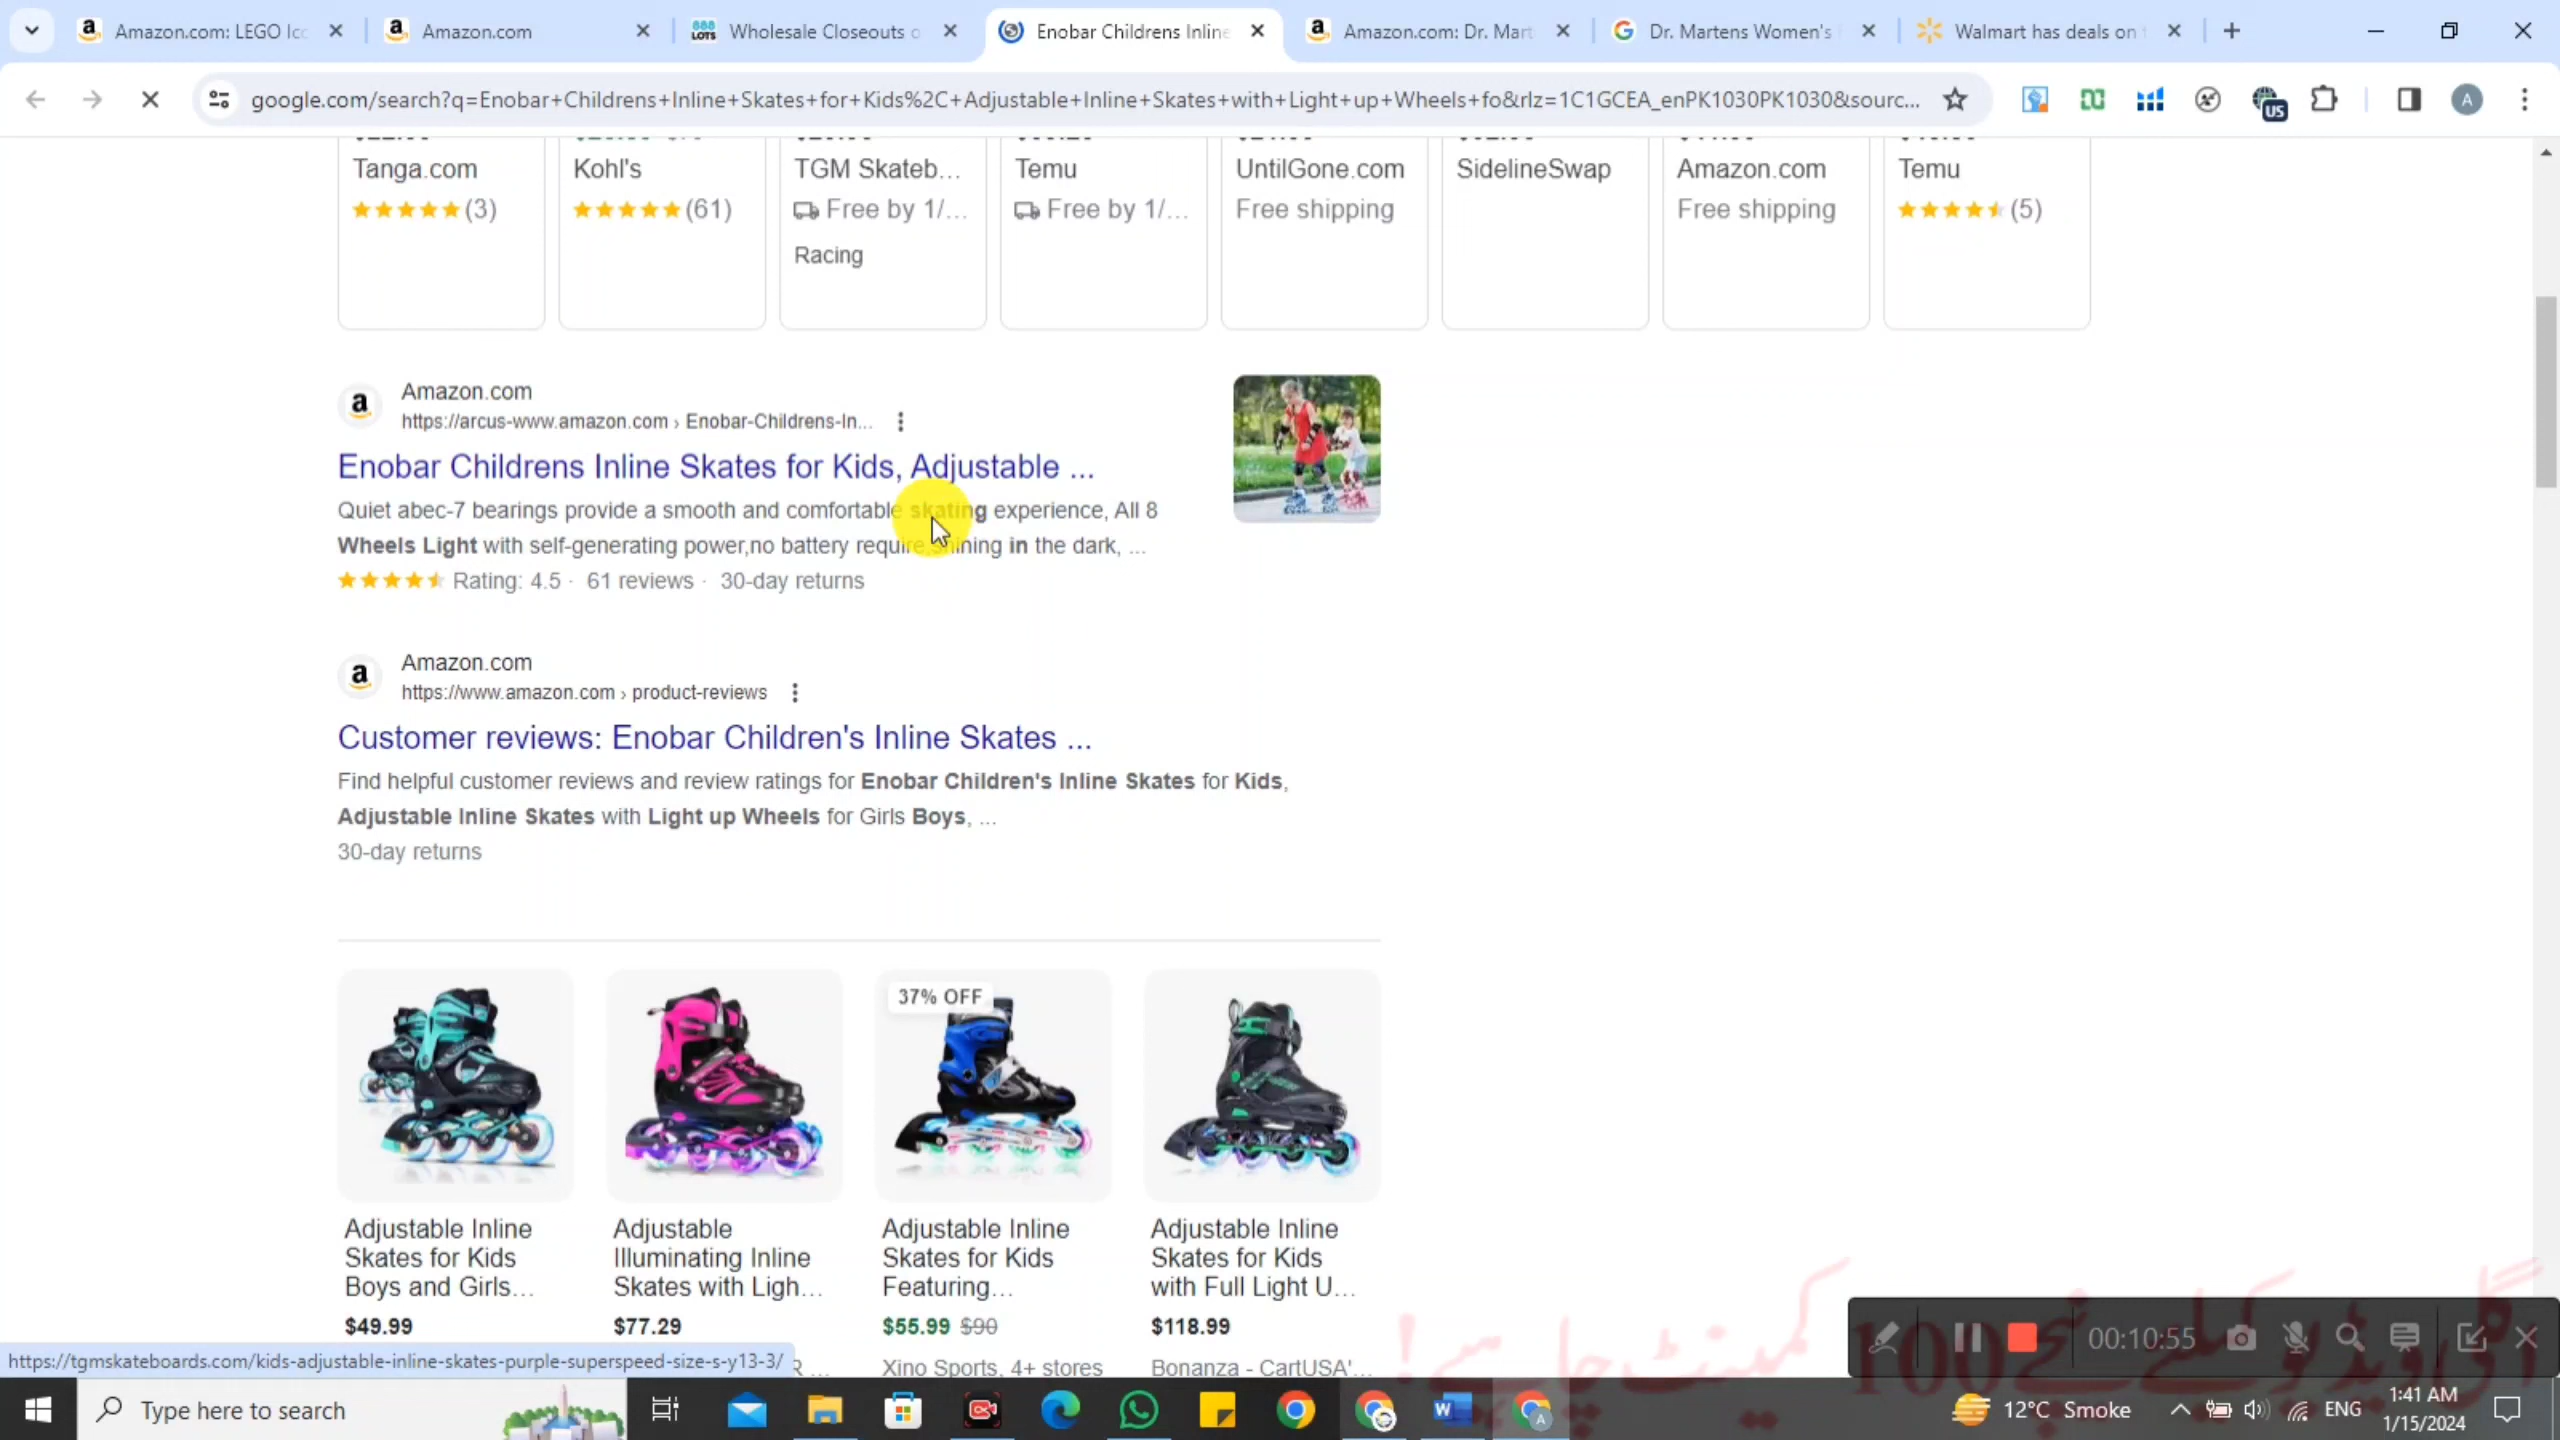 Amazon.com: LEGO Ico
Amazon.com
888 LOTS
Wholesale Closeouts o
Enobar Childrens Inline
Amazon.com: Dr. Mart
Dr. Martens Women's
Walmart has deals on
google.com/search?q=Enobar+Childrens+Inline+Skates+for+Kids%2C+Adjustable+Inline+Skates+with+Light+up+Wheels+fo&rlz=1C1GCEA_enPK1030PK1030&sourc...
US
A
Tanga.com
(3)
Kohl's
(61)
TGM Skateb...
Free by 1/...
Racing
Temu
Free by 1/...
UntilGone.com
Free shipping
SidelineSwap
Amazon.com
Free shipping
Temu
(5)
Amazon.com
https://arcus-www.amazon.com › Enobar-Childrens-In...
Enobar Childrens Inline Skates for Kids, Adjustable ...
Quiet abec-7 bearings provide a smooth and comfortable skating experience, All 8
Wheels Light with self-generating power,no battery require,shining in the dark, ...
Rating: 4.5 · 61 reviews · 30-day returns
Amazon.com
https://www.amazon.com › product-reviews
Customer reviews: Enobar Children's Inline Skates ...
Find helpful customer reviews and review ratings for Enobar Children's Inline Skates for Kids,
Adjustable Inline Skates with Light up Wheels for Girls Boys, ...
30-day returns
37% OFF
Adjustable Inline
Skates for Kids
Boys and Girls...
$49.99
Adjustable
Illuminating Inline
Skates with Ligh...
$77.29
Adjustable Inline
Skates for Kids
Featuring...
$55.99 $90
Xino Sports, 4+ stores
Adjustable Inline
Skates for Kids
with Full Light U...
$118.99
Bonanza - CartUSA'...
https://tgmskateboards.com/kids-adjustable-inline-skates-purple-superspeed-size-s-y13-3/
00:10:55
اگلی ویڈیو کیلئے مجھے 100 کمینٹ چاہیے!
Type here to search
12°C Smoke
ENG
1:41 AM
1/15/2024